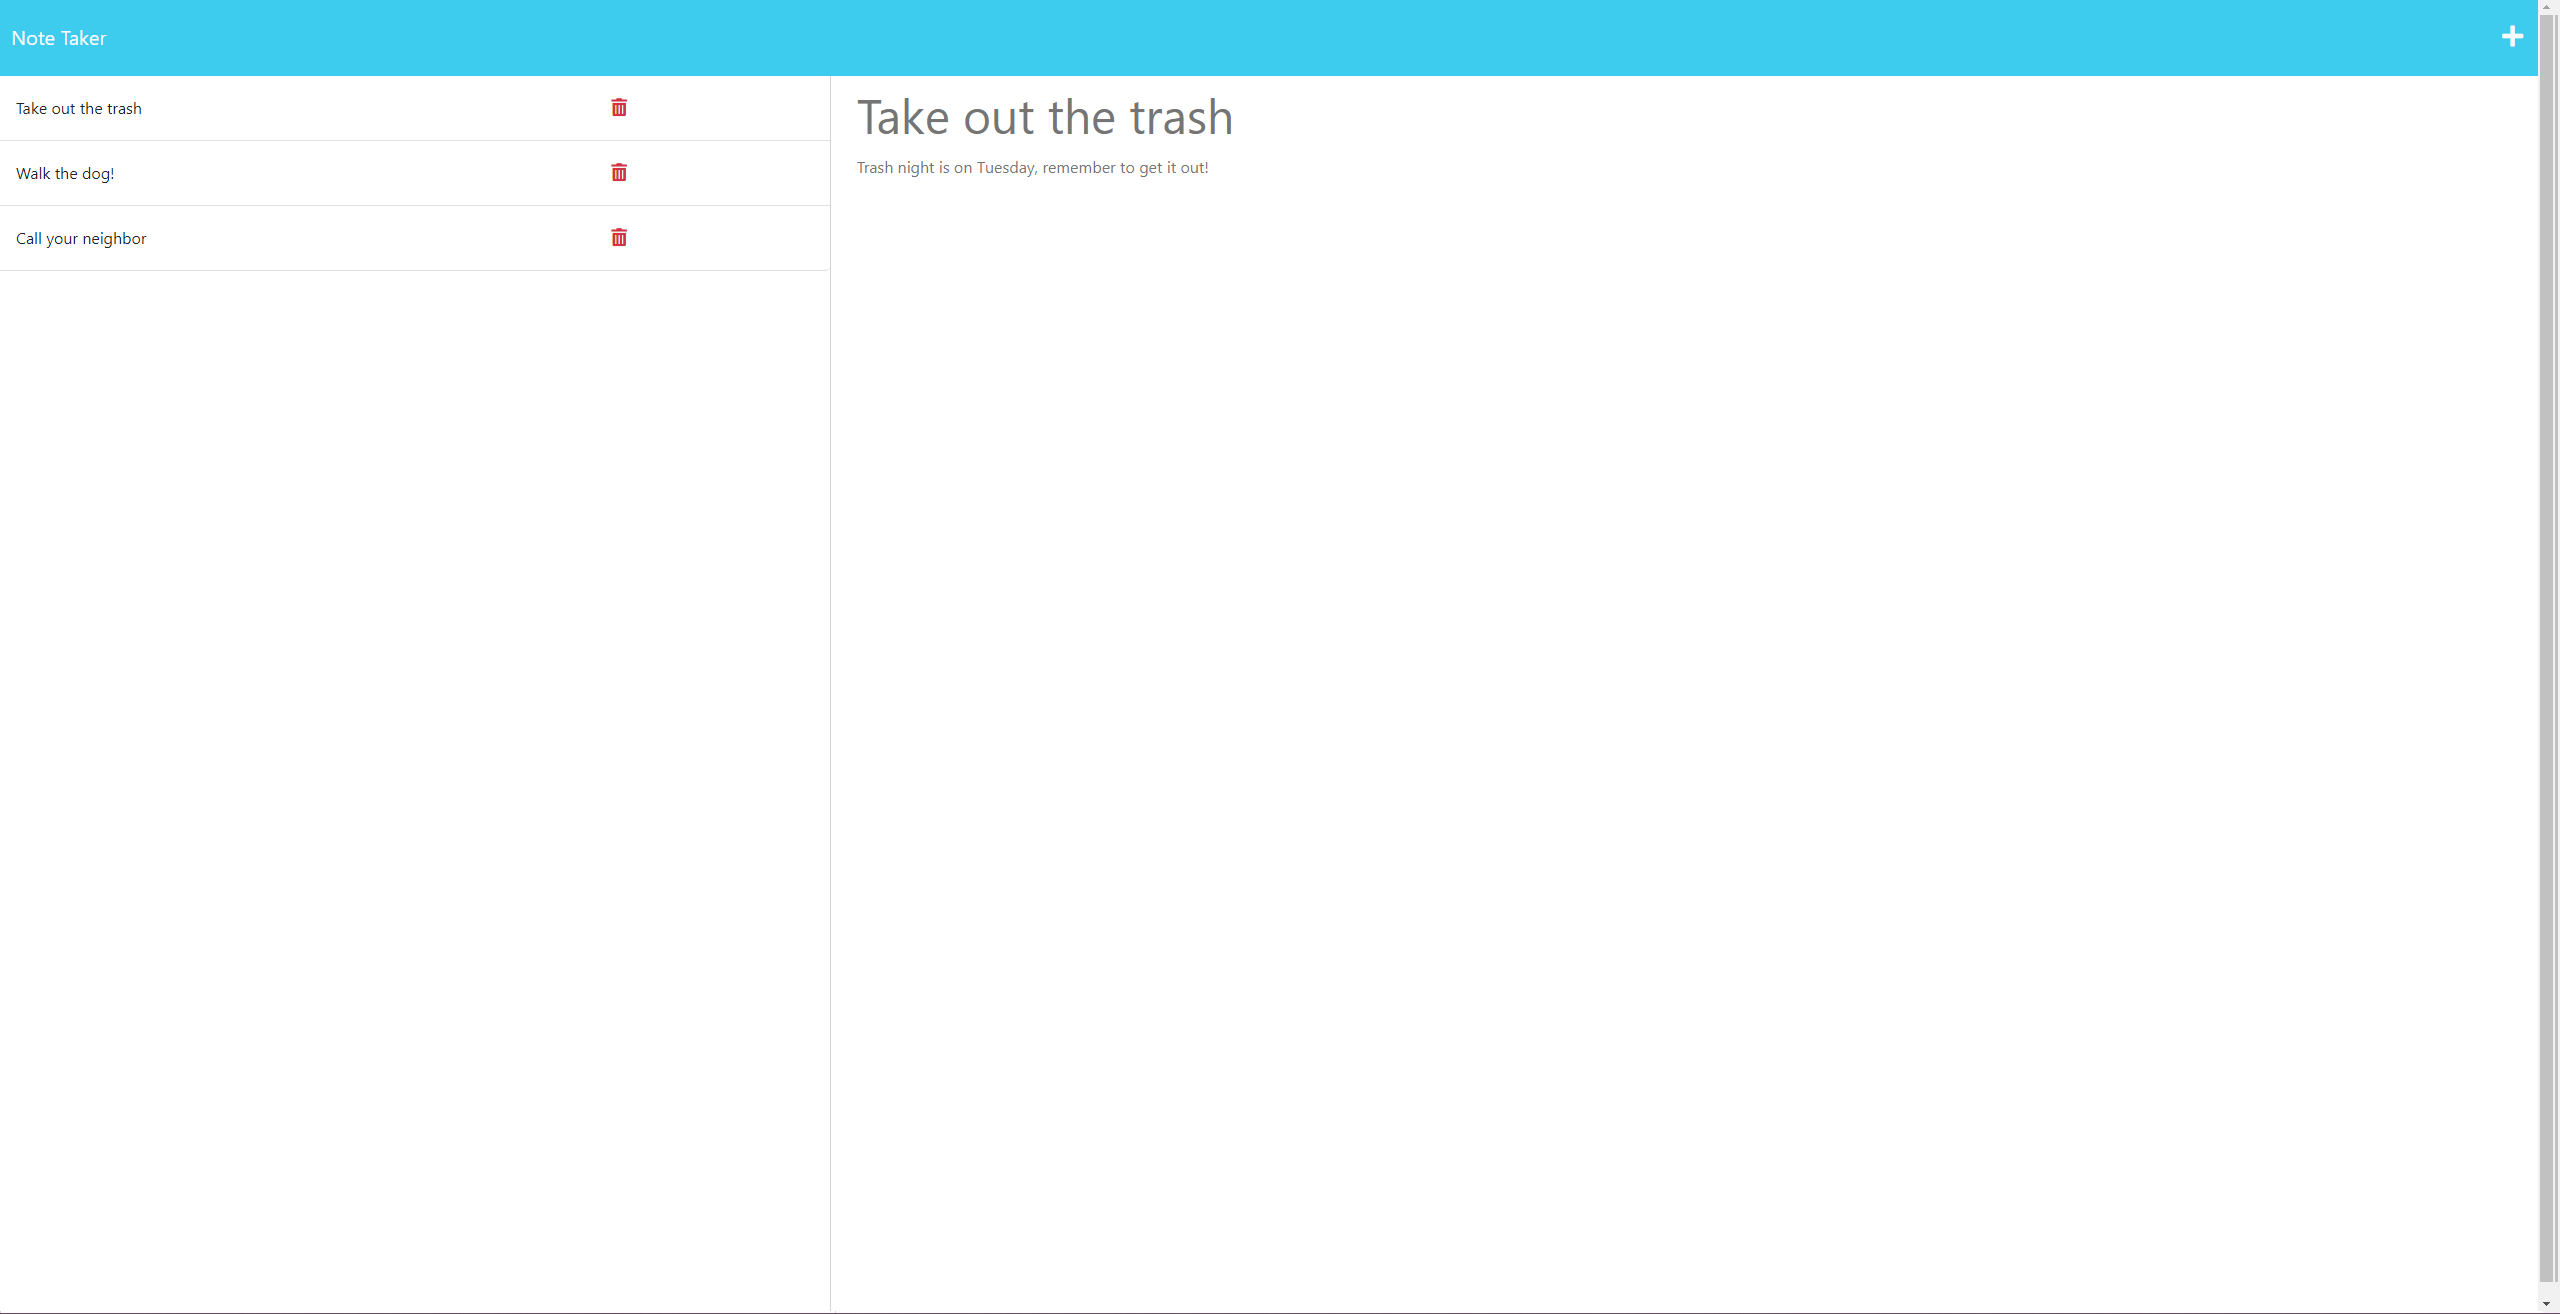 Note Taker
Take out the trash
Walk the dog!
Call your neighbor
Take out the trash
Trash night is on Tuesday, remember to get it out!